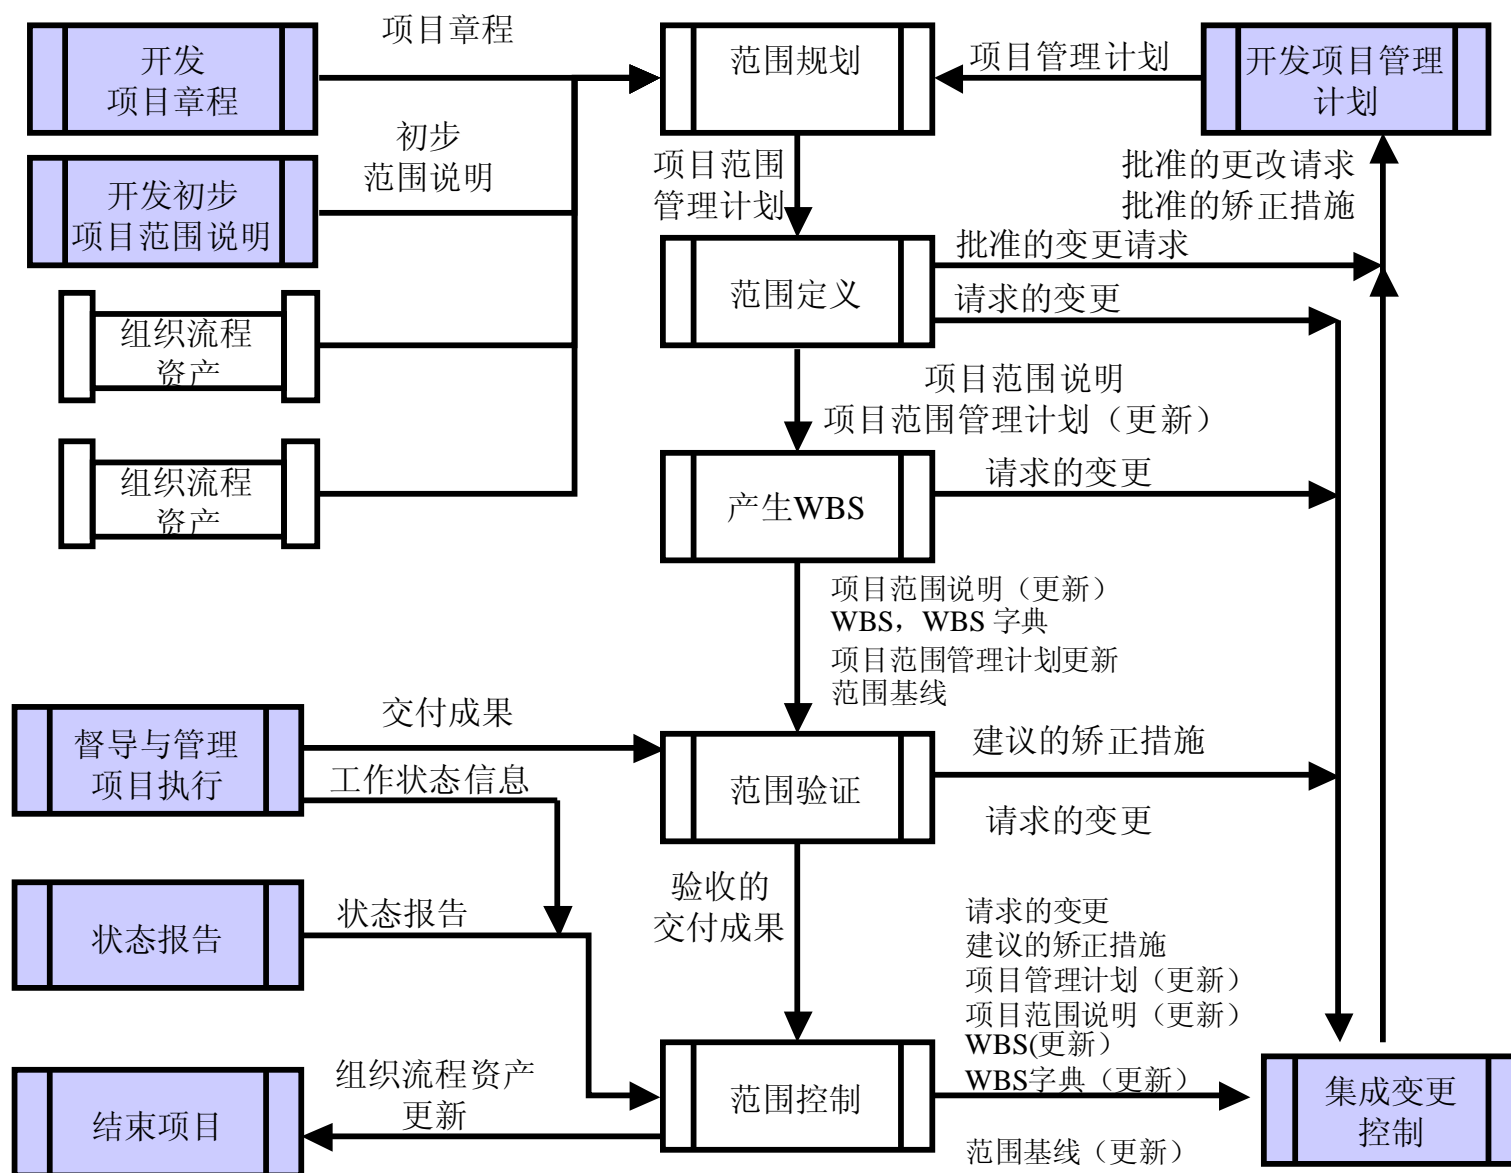 开发
项目章程
项目章程
范围规划
项目管理计划
开发项目管理
计划
初步
范围说明
开发初步
项目范围说明
项目范围
管理计划
批准的更改请求
批准的矫正措施
批准的变更请求
范围定义
请求的变更
组织流程
资产
项目范围说明
项目范围管理计划（更新）
组织流程
资产
产生WBS
请求的变更
项目范围说明（更新）
WBS，WBS 字典
项目范围管理计划更新
范围基线
督导与管理
项目执行
交付成果
工作状态信息
范围验证
建议的矫正措施
请求的变更
状态报告
状态报告
验收的
交付成果
请求的变更
建议的矫正措施
项目管理计划（更新）
项目范围说明（更新）
WBS(更新）
WBS字典（更新）
范围基线（更新）
结束项目
组织流程资产
更新
范围控制
集成变更
控制